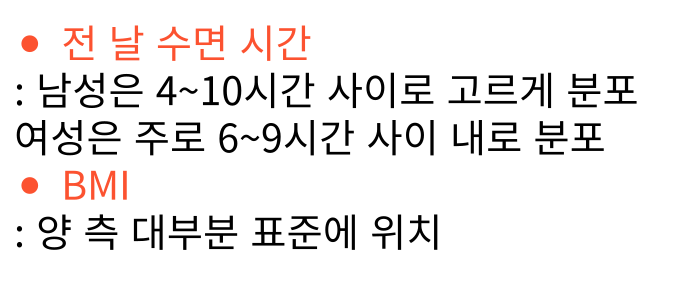 ● 전 날 수면 시간
: 남성은 4~10시간 사이로 고르게 분포
여성은 주로 6~9시간 사이 내로 분포
● BMI
: 양 측 대부분 표준에 위치